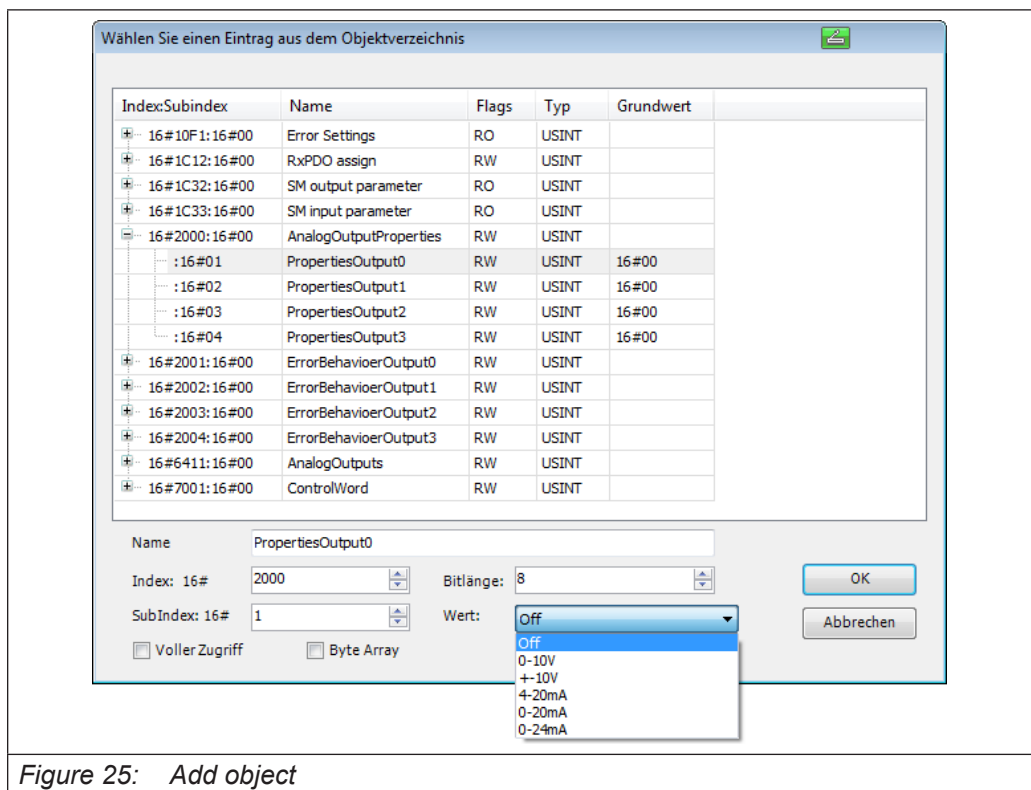 Wählen Sie einen Eintrag aus dem Objektverzeichnis
Index:Subindex Name Flags Typ Grundwert
16#10F1:16#00 Error Settings RO USINT
16#1C12:16#00 RxPDO assign RW USINT
16#1C32:16#00 SM output parameter RO USINT
16#1C33:16#00 SM input parameter RO USINT
16#2000:16#00 AnalogOutputProperties RW USINT
:16#01 PropertiesOutput0 RW USINT 16#00
:16#02 PropertiesOutput1 RW USINT 16#00
:16#03 PropertiesOutput2 RW USINT 16#00
:16#04 PropertiesOutput3 RW USINT 16#00
16#2001:16#00 ErrorBehavioerOutput0 RW USINT
16#2002:16#00 ErrorBehavioerOutput1 RW USINT
16#2003:16#00 ErrorBehavioerOutput2 RW USINT
16#2004:16#00 ErrorBehavioerOutput3 RW USINT
16#6411:16#00 AnalogOutputs RW USINT
16#7001:16#00 ControlWord RW USINT
Name PropertiesOutput0
Index: 16# 2000 Bitlänge: 8 OK
SubIndex: 16# 1 Wert: Off Abbrechen
Voller Zugriff Byte Array
Off
0-10V
+-10V
4-20mA
0-20mA
0-24mA
Figure 25: Add object